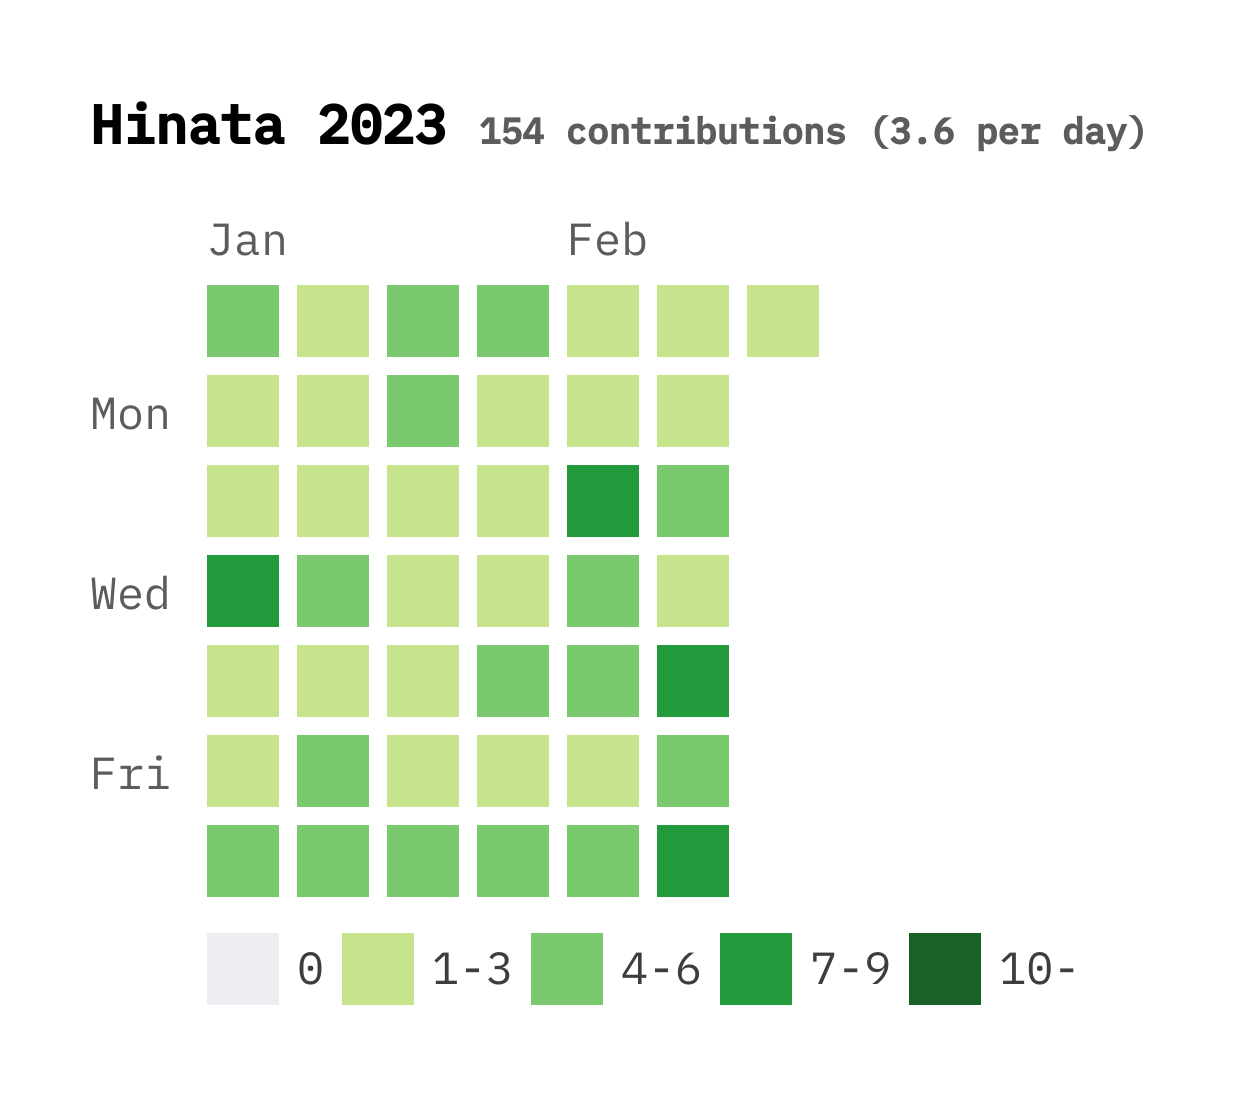 Hinata 2023 154 contributions (3.6 per day)
Jan Feb
Mon
Wed
Fri
0 1-3 4-6 7-9 10-